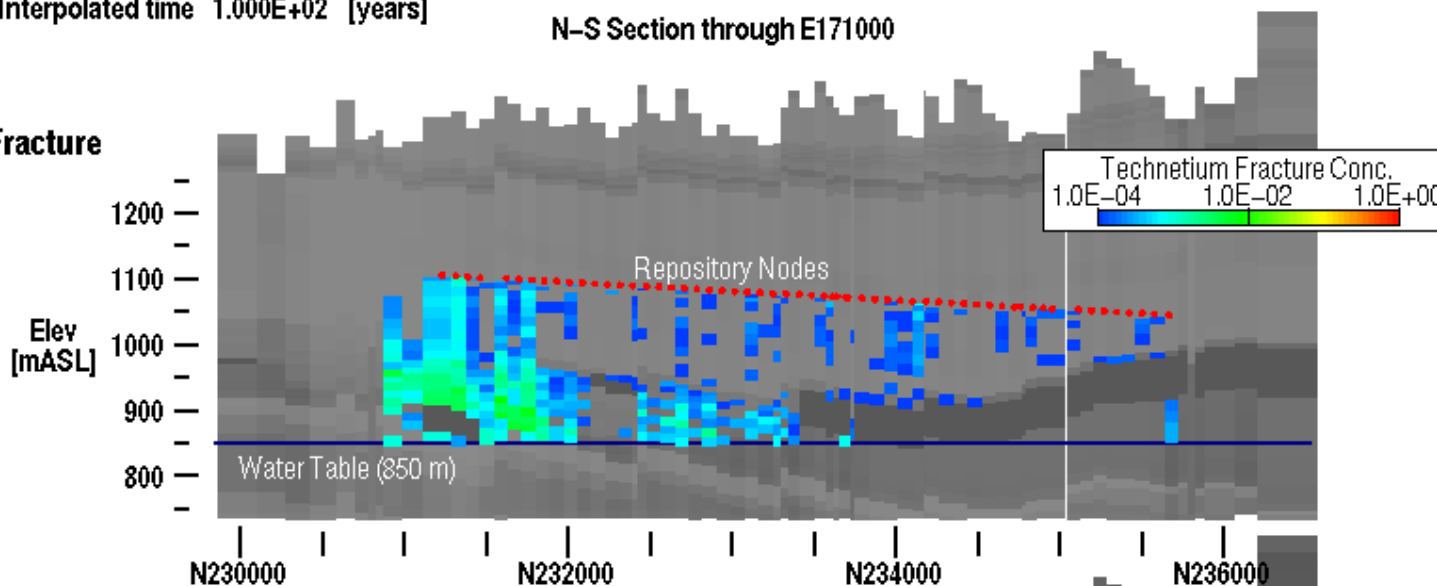 Interpolated time 1.000E+02 [years]
N–S Section through E171000
Fracture
Technetium Fracture Conc.
1.0E–04 1.0E–02 1.0E+00
1200
1100
Repository Nodes
Elev
[mASL]
1000
900
Water Table (850 m)
800
N230000 N232000 N234000 N236000